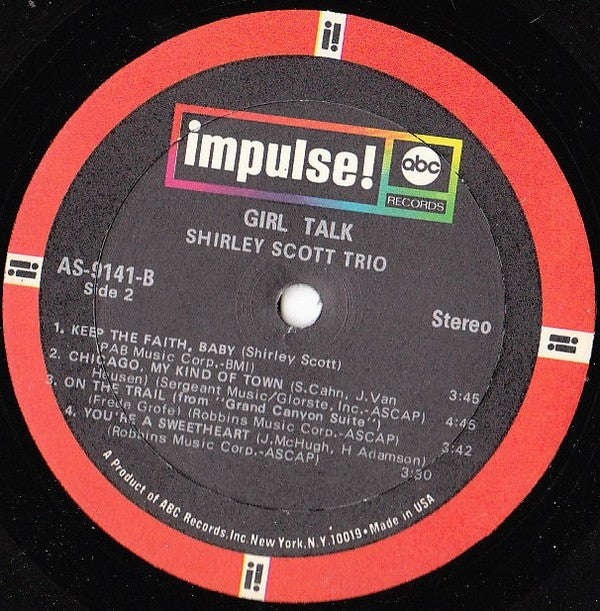 impulse!
abc
RECORDS
GIRL TALK
SHIRLEY SCOTT TRIO
AS-9141-B
Side 2
Stereo
1. KEEP THE FAITH, BABY (Shirley Scott)
(PAB Music Corp.-BMI) 3:45
2. CHICAGO, MY KIND OF TOWN (S.Cahn, J.Van
Heusen) (Sergeant Music/Glorste, Inc.-ASCAP) 4:45
3. ON THE TRAIL (from "Grand Canyon Suite")
(Frede Grofe) (Robbins Music Corp.-ASCAP) 3:42
4. YOU'RE A SWEETHEART (J.McHugh, H Adamson)
(Robbins Music Corp.-ASCAP) 3:30
A Product of ABC Records, Inc. New York, N.Y. 10019 • Made in USA
i!
i!
i!
i!